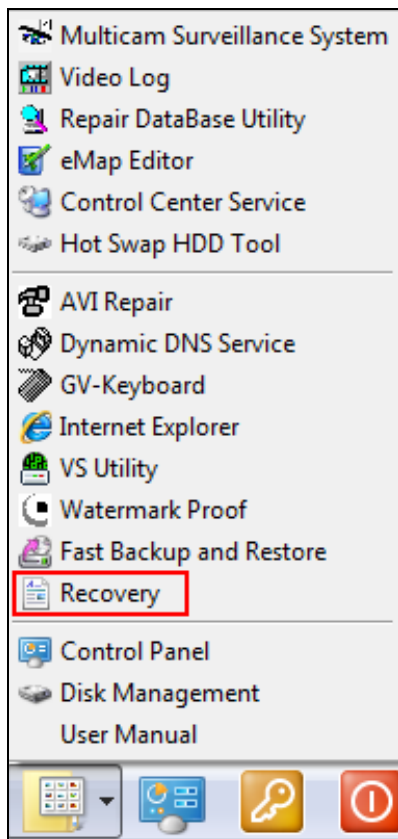 Multicam Surveillance System
Video Log
Repair DataBase Utility
eMap Editor
Control Center Service
Hot Swap HDD Tool
AVI Repair
Dynamic DNS Service
GV-Keyboard
Internet Explorer
VS Utility
Watermark Proof
Fast Backup and Restore
Recovery
Control Panel
Disk Management
User Manual